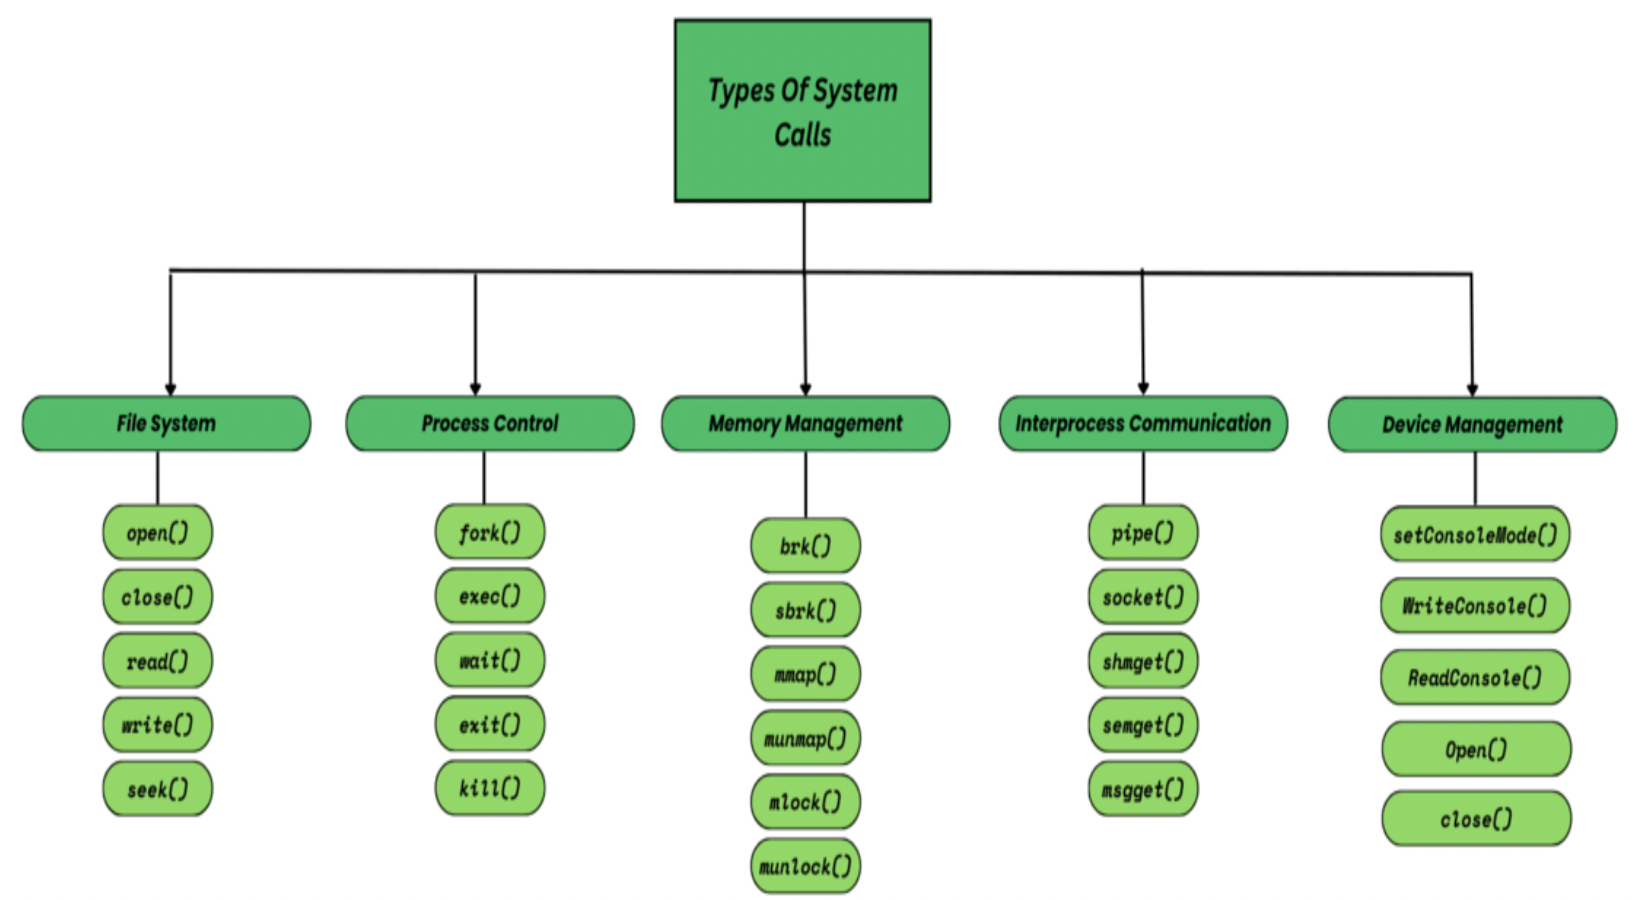 Types Of System
Calls
File System
Process Control
Memory Management
Interprocess Communication
Device Management
open()
close()
read()
write()
seek()
fork()
exec()
wait()
exit()
kill()
brk()
sbrk()
mmap()
munmap()
mlock()
munlock()
pipe()
socket()
shmget()
semget()
msgget()
setConsoleMode()
WriteConsole()
ReadConsole()
Open()
close()